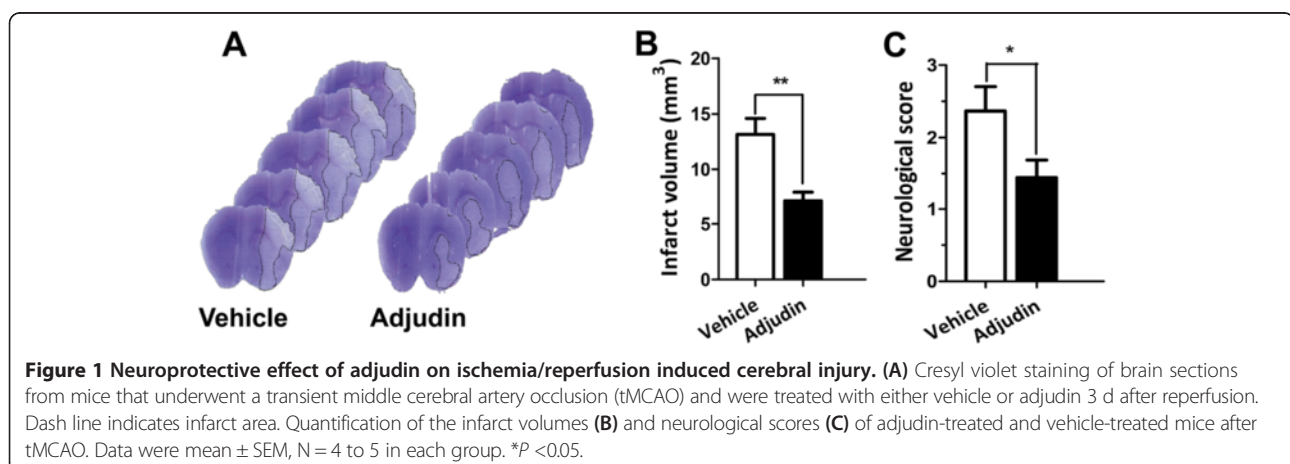 A
Vehicle
Adjudin
B
Infarct volume (mm³)
20
15
10
5
0
**
Vehicle
Adjudin
C
Neurological score
3
2
1
0
*
Vehicle
Adjudin
Figure 1 Neuroprotective effect of adjudin on ischemia/reperfusion induced cerebral injury. (A) Cresyl violet staining of brain sections
from mice that underwent a transient middle cerebral artery occlusion (tMCAO) and were treated with either vehicle or adjudin 3 d after reperfusion.
Dash line indicates infarct area. Quantification of the infarct volumes (B) and neurological scores (C) of adjudin-treated and vehicle-treated mice after
tMCAO. Data were mean ± SEM, N = 4 to 5 in each group. *P <0.05.